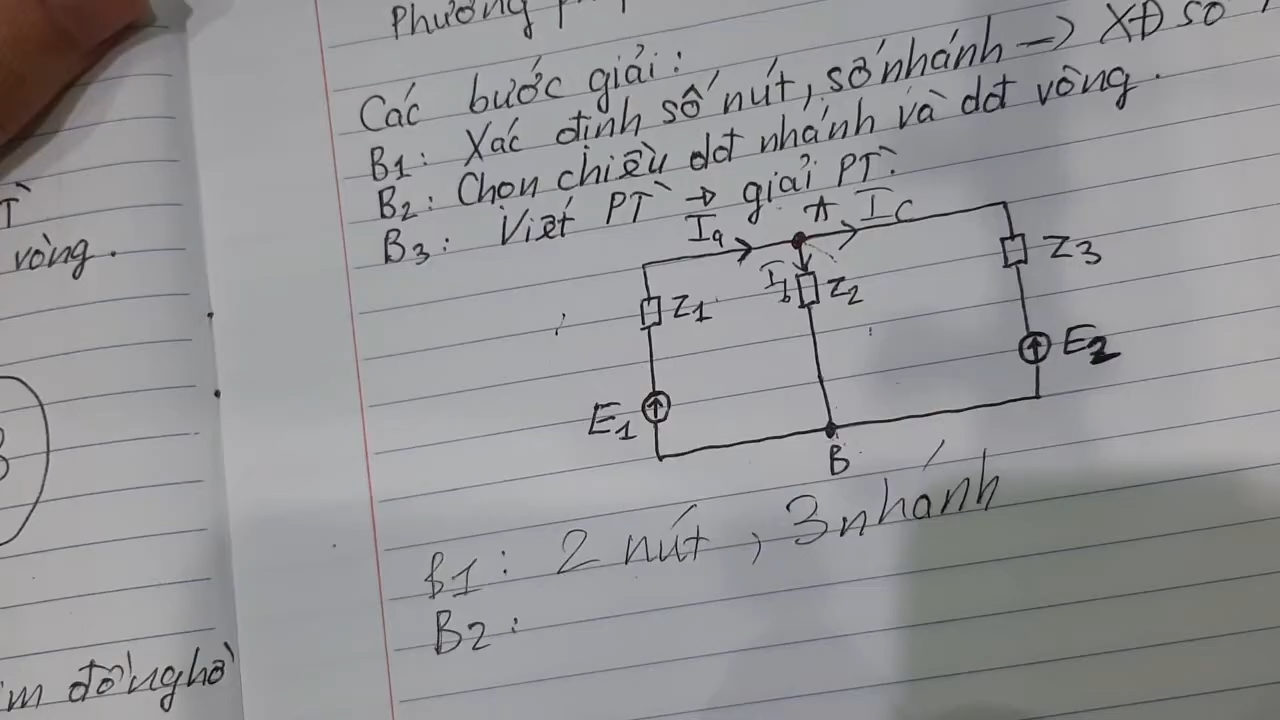 Phương
Các bước giải:
B1: Xác định số nút, số nhánh → XĐ số
B2: Chọn chiều dđ nhánh và dđ vòng.
B3: Viết PT → giải PT.
vòng.
Ia
A
Ic
Ib
Z1
Z2
Z3
E1
E2
B
B1: 2 nút, 3 nhánh
B2:
m đồng hồ